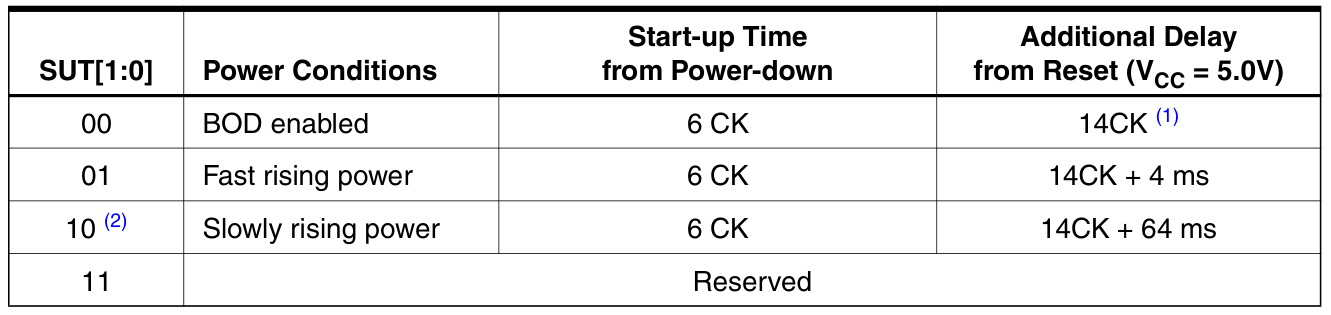 SUT[1:0] Power Conditions Start-up Time from Power-down Additional Delay from Reset (VCC = 5.0V)
00 BOD enabled 6 CK 14CK (1)
01 Fast rising power 6 CK 14CK + 4 ms
10 (2) Slowly rising power 6 CK 14CK + 64 ms
11 Reserved